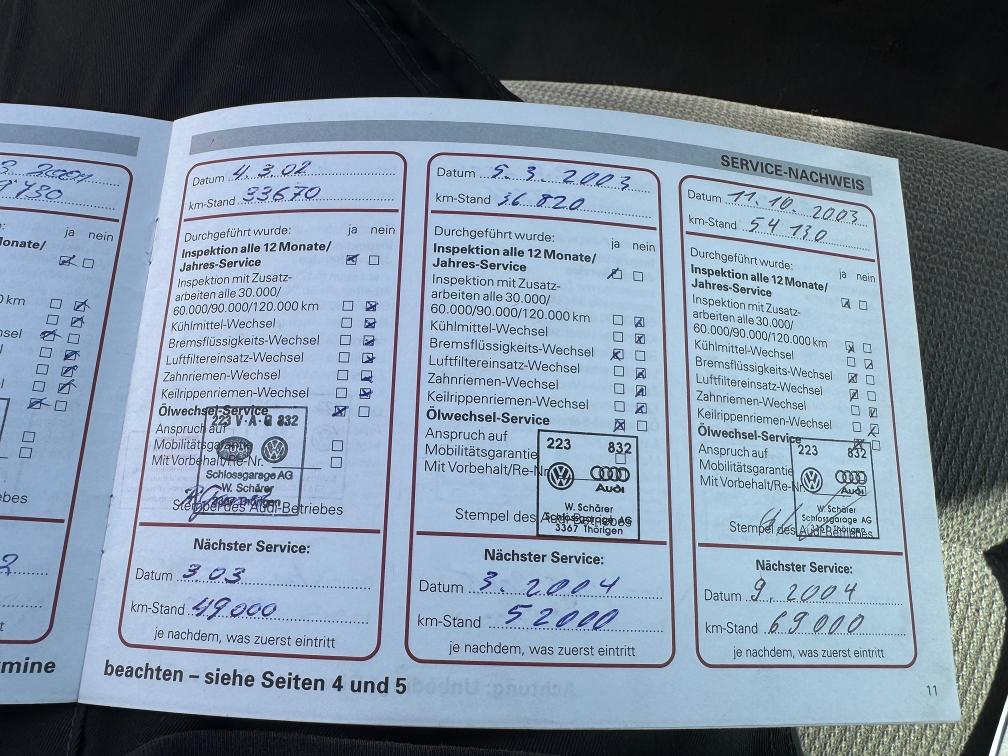 SERVICE-NACHWEIS
ja nein
Monate/
km
Datum 4.3.02
km-Stand 33670
Durchgeführt wurde: ja nein
Inspektion alle 12 Monate/
Jahres-Service
Inspektion mit Zusatz-
arbeiten alle 30.000/
60.000/90.000/120.000 km
Kühlmittel-Wechsel
Bremsflüssigkeits-Wechsel
Luftfiltereinsatz-Wechsel
Zahnriemen-Wechsel
Keilrippenriemen-Wechsel
Ölwechsel-Service
Anspruch auf
Mobilitätsgarantie
Mit Vorbehalt/Re-Nr.
223 V·A·G 832
Schlossgarage AG
W. Schärer
3367 Thörigen
Stempel des Audi-Betriebes
Nächster Service:
Datum 3 03
km-Stand 49000
je nachdem, was zuerst eintritt
Datum 5.3.2003
km-Stand 36 820
Durchgeführt wurde: ja nein
Inspektion alle 12 Monate/
Jahres-Service
Inspektion mit Zusatz-
arbeiten alle 30.000/
60.000/90.000/120.000 km
Kühlmittel-Wechsel
Bremsflüssigkeits-Wechsel
Luftfiltereinsatz-Wechsel
Zahnriemen-Wechsel
Keilrippenriemen-Wechsel
Ölwechsel-Service
Anspruch auf
Mobilitätsgarantie
Mit Vorbehalt/Re-Nr
223 832
Audi
W. Schärer
Schlossgarage AG
3367 Thörigen
Stempel des Audi-Betriebes
Nächster Service:
Datum 3. 2004
km-Stand 52000
je nachdem, was zuerst eintritt
Datum 11.10.2003
km-Stand 54 130
Durchgeführt wurde: ja nein
Inspektion alle 12 Monate/
Jahres-Service
Inspektion mit Zusatz-
arbeiten alle 30.000/
60.000/90.000/120.000 km
Kühlmittel-Wechsel
Bremsflüssigkeits-Wechsel
Luftfiltereinsatz-Wechsel
Zahnriemen-Wechsel
Keilrippenriemen-Wechsel
Ölwechsel-Service
Anspruch auf
Mobilitätsgarantie
Mit Vorbehalt/Re-Nr
223 832
Audi
W. Schärer
Schlossgarage AG
3360 Thörigen
Stempel des Audi-Betriebes
Nächster Service:
Datum 9. 2004
km-Stand 69000
je nachdem, was zuerst eintritt
beachten – siehe Seiten 4 und 5
11